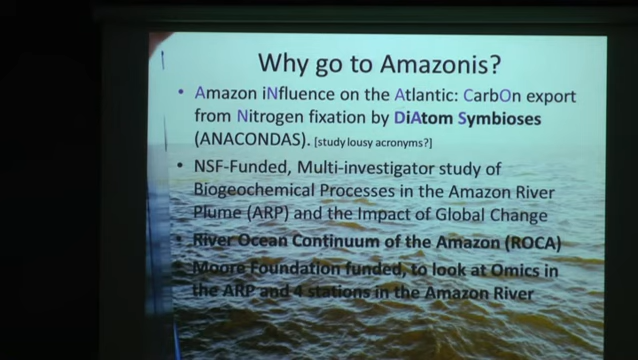 Why go to Amazonis?
• Amazon iNfluence on the Atlantic: CarbOn export
from Nitrogen fixation by DiAtom Symbioses
(ANACONDAS). [study lousy acronyms?]
• NSF-Funded, Multi-investigator study of
Biogeochemical Processes in the Amazon River
Plume (ARP) and the Impact of Global Change
• River Ocean Continuum of the Amazon (ROCA)
• Moore Foundation funded, to look at Omics in
the ARP and 4 stations in the Amazon River